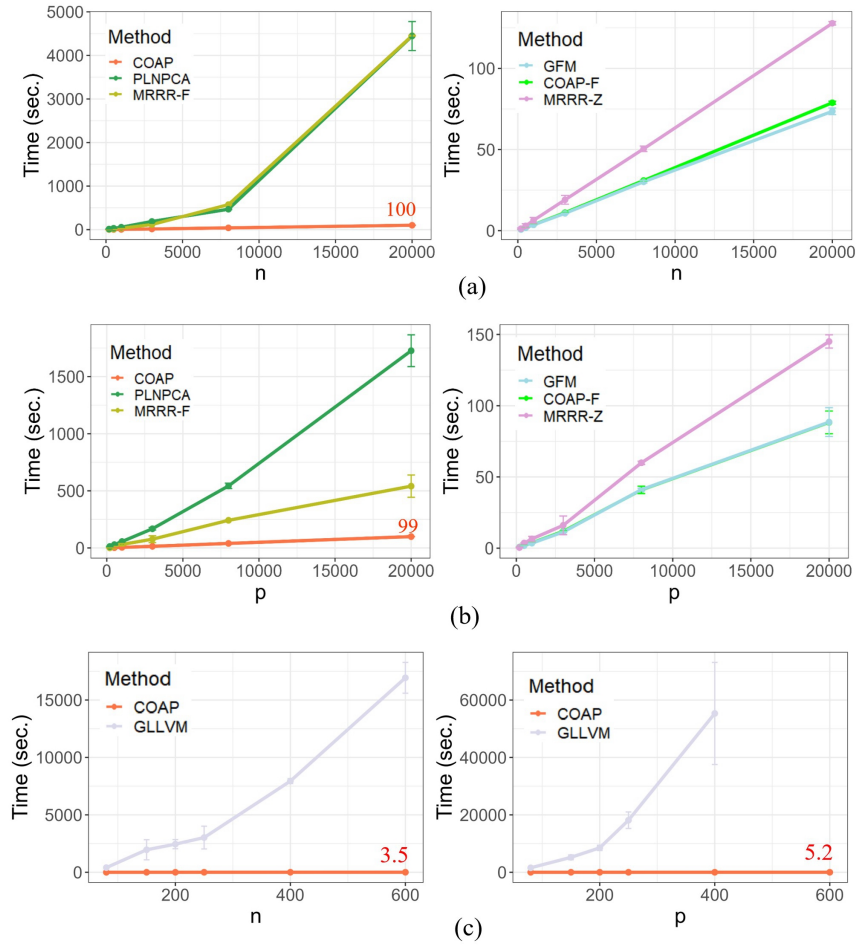 5000
4000
3000
2000
1000
0
Time (sec.)
Method
COAP
PLNPCA
MRRR-F
100
0
5000
10000
15000
20000
n
100
50
0
Time (sec.)
Method
GFM
COAP-F
MRRR-Z
0
5000
10000
15000
20000
n
(a)
1500
1000
500
0
Time (sec.)
Method
COAP
PLNPCA
MRRR-F
99
0
5000
10000
15000
20000
p
150
100
50
0
Time (sec.)
Method
GFM
COAP-F
MRRR-Z
0
5000
10000
15000
20000
p
(b)
15000
10000
5000
0
Time (sec.)
Method
COAP
GLLVM
3.5
200
400
600
n
60000
40000
20000
0
Time (sec.)
Method
COAP
GLLVM
5.2
200
400
600
p
(c)